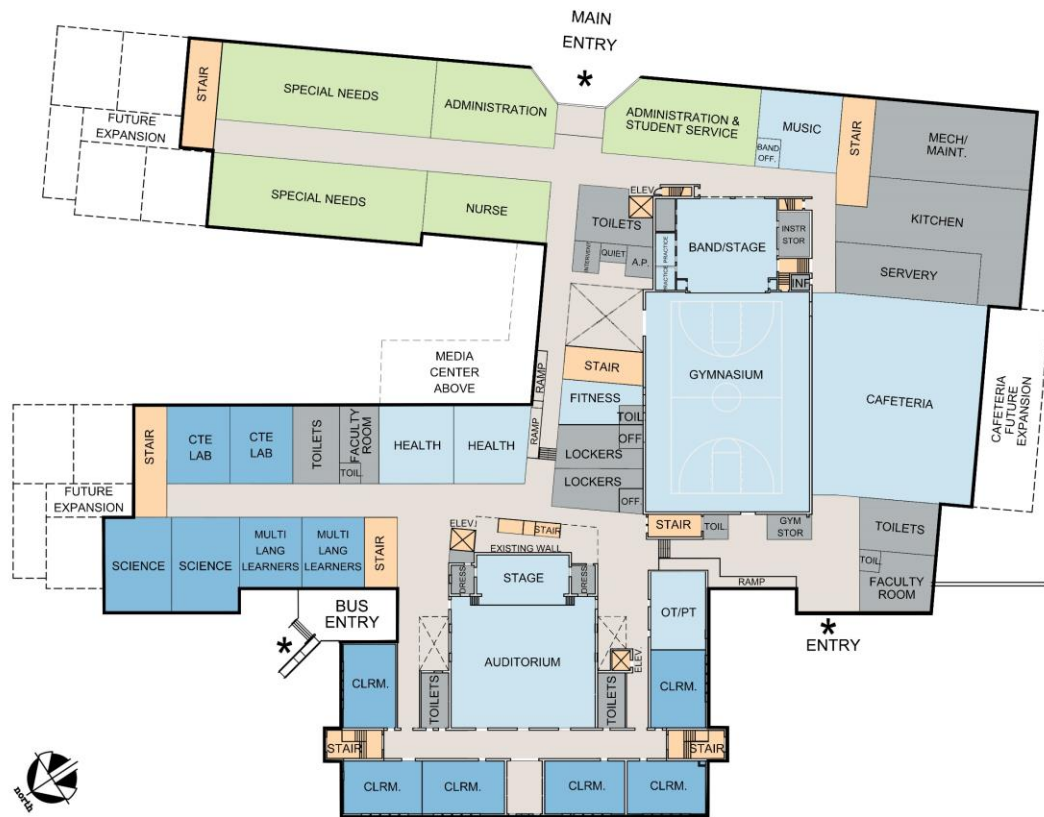 MAIN
ENTRY
*
STAIR
SPECIAL NEEDS
ADMINISTRATION
ADMINISTRATION &
STUDENT SERVICE
MUSIC
BAND
OFF.
STAIR
MECH/
MAINT.
FUTURE
EXPANSION
SPECIAL NEEDS
NURSE
ELEV.
TOILETS
INTERVENT
QUIET
A.P.
PRACTICE
PRACTICE
BAND/STAGE
INSTR
STOR
INF
KITCHEN
SERVERY
MEDIA
CENTER
ABOVE
RAMP
RAMP
STAIR
FITNESS
TOIL.
OFF.
LOCKERS
LOCKERS
OFF.
GYMNASIUM
CAFETERIA
CAFETERIA
FUTURE
EXPANSION
STAIR
CTE
LAB
CTE
LAB
TOILETS
FACULTY
ROOM
TOIL.
HEALTH
HEALTH
FUTURE
EXPANSION
SCIENCE
SCIENCE
MULTI
LANG
LEARNERS
MULTI
LANG
LEARNERS
STAIR
ELEV.
STAIR
EXISTING WALL
STAIR
TOIL.
GYM
STOR
TOILETS
TOIL.
FACULTY
ROOM
RAMP
DRESS
STAGE
DRESS
OT/PT
BUS
ENTRY
*
*
ENTRY
AUDITORIUM
ELEV.
CLRM.
TOILETS
TOILETS
CLRM.
STAIR
STAIR
CLRM.
CLRM.
CLRM.
CLRM.
north